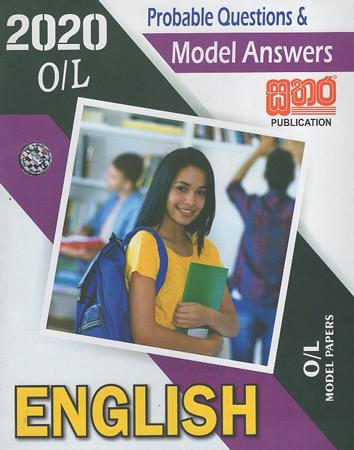 2020
O/L
Probable Questions &
Model Answers
සතර
PUBLICATION
O/L
MODEL PAPERS
ENGLISH